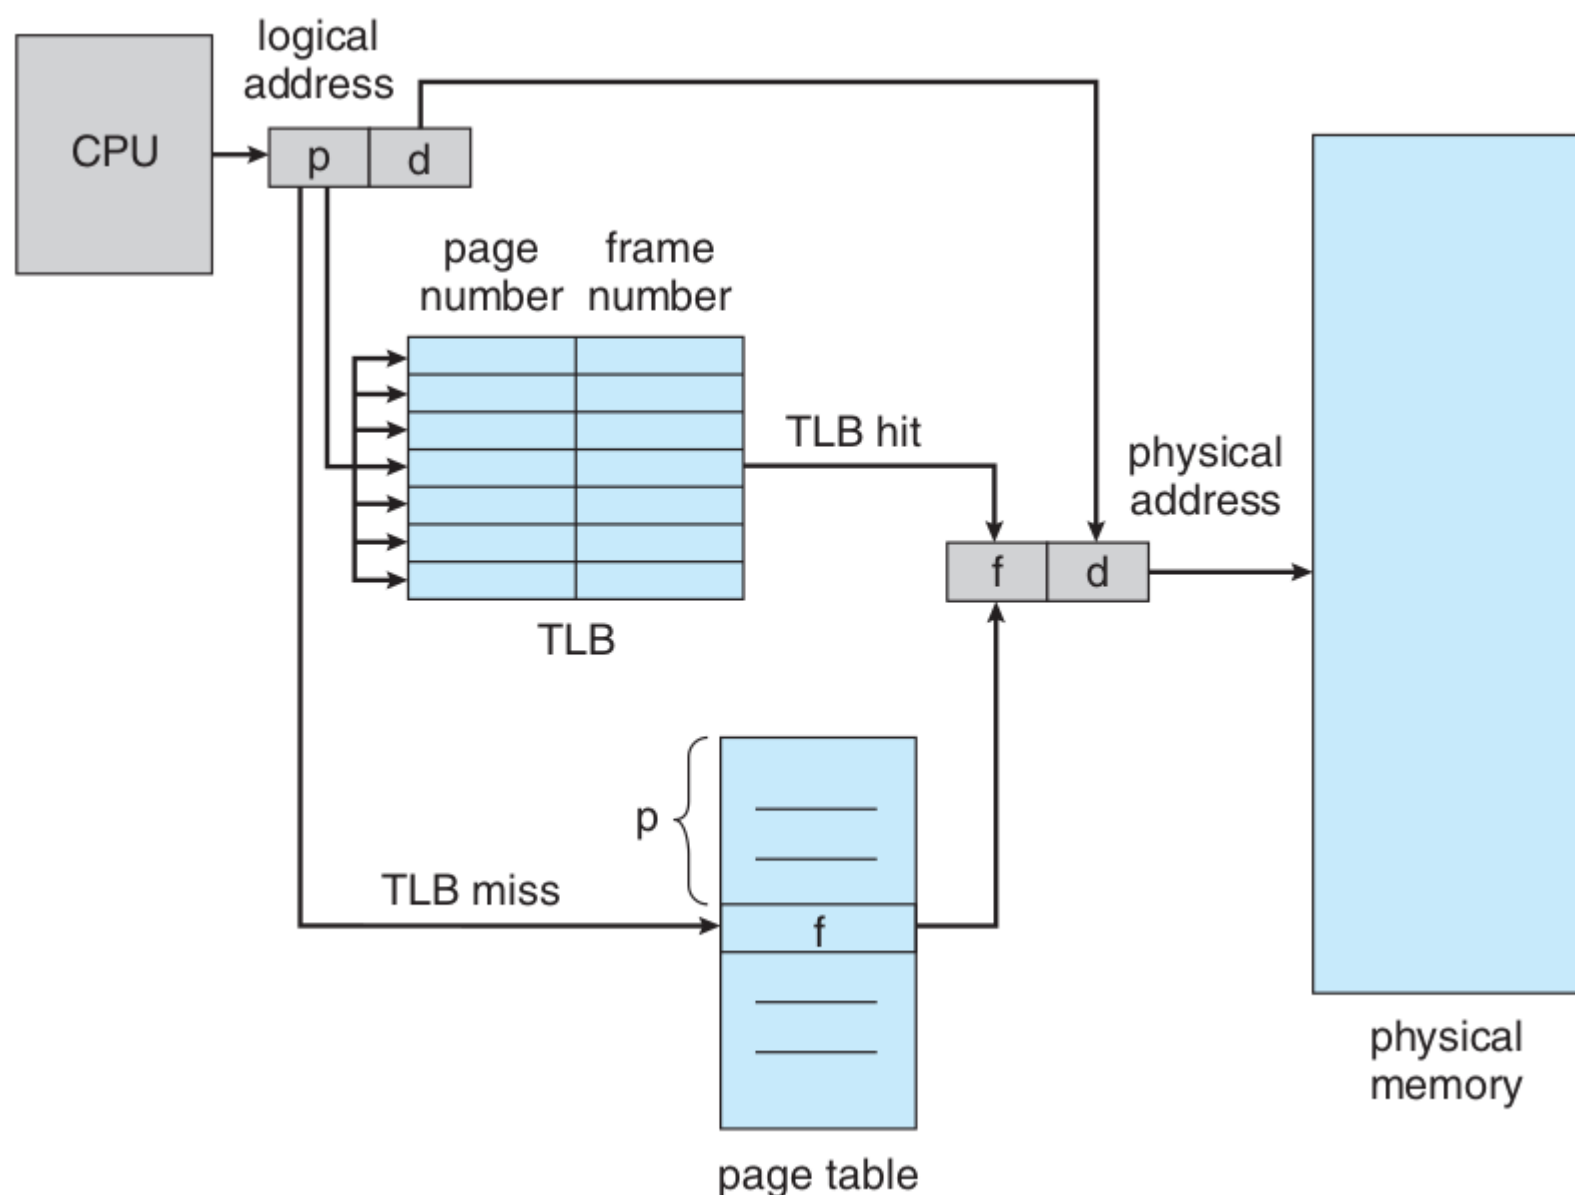 logical
address
CPU
p
d
page
number
frame
number
TLB hit
physical
address
f
d
TLB
p
TLB miss
f
physical
memory
page table